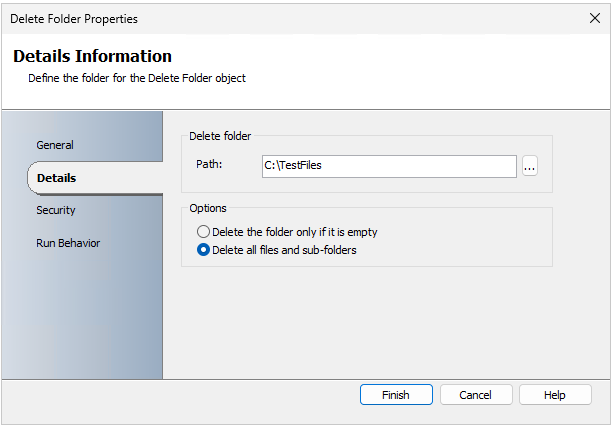 Delete Folder Properties
Details Information
Define the folder for the Delete Folder object
General
Details
Security
Run Behavior
Delete folder
Path: C:\TestFiles ...
Options
Delete the folder only if it is empty
Delete all files and sub-folders
Finish Cancel Help